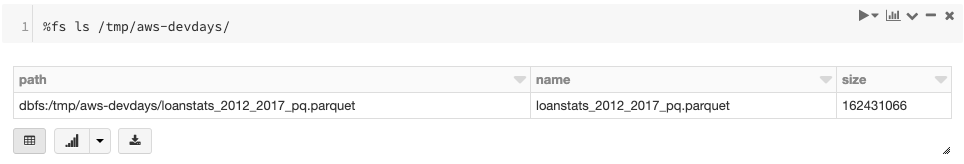 1 %fs ls /tmp/aws-devdays/
path name size
dbfs:/tmp/aws-devdays/loanstats_2012_2017_pq.parquet loanstats_2012_2017_pq.parquet 162431066